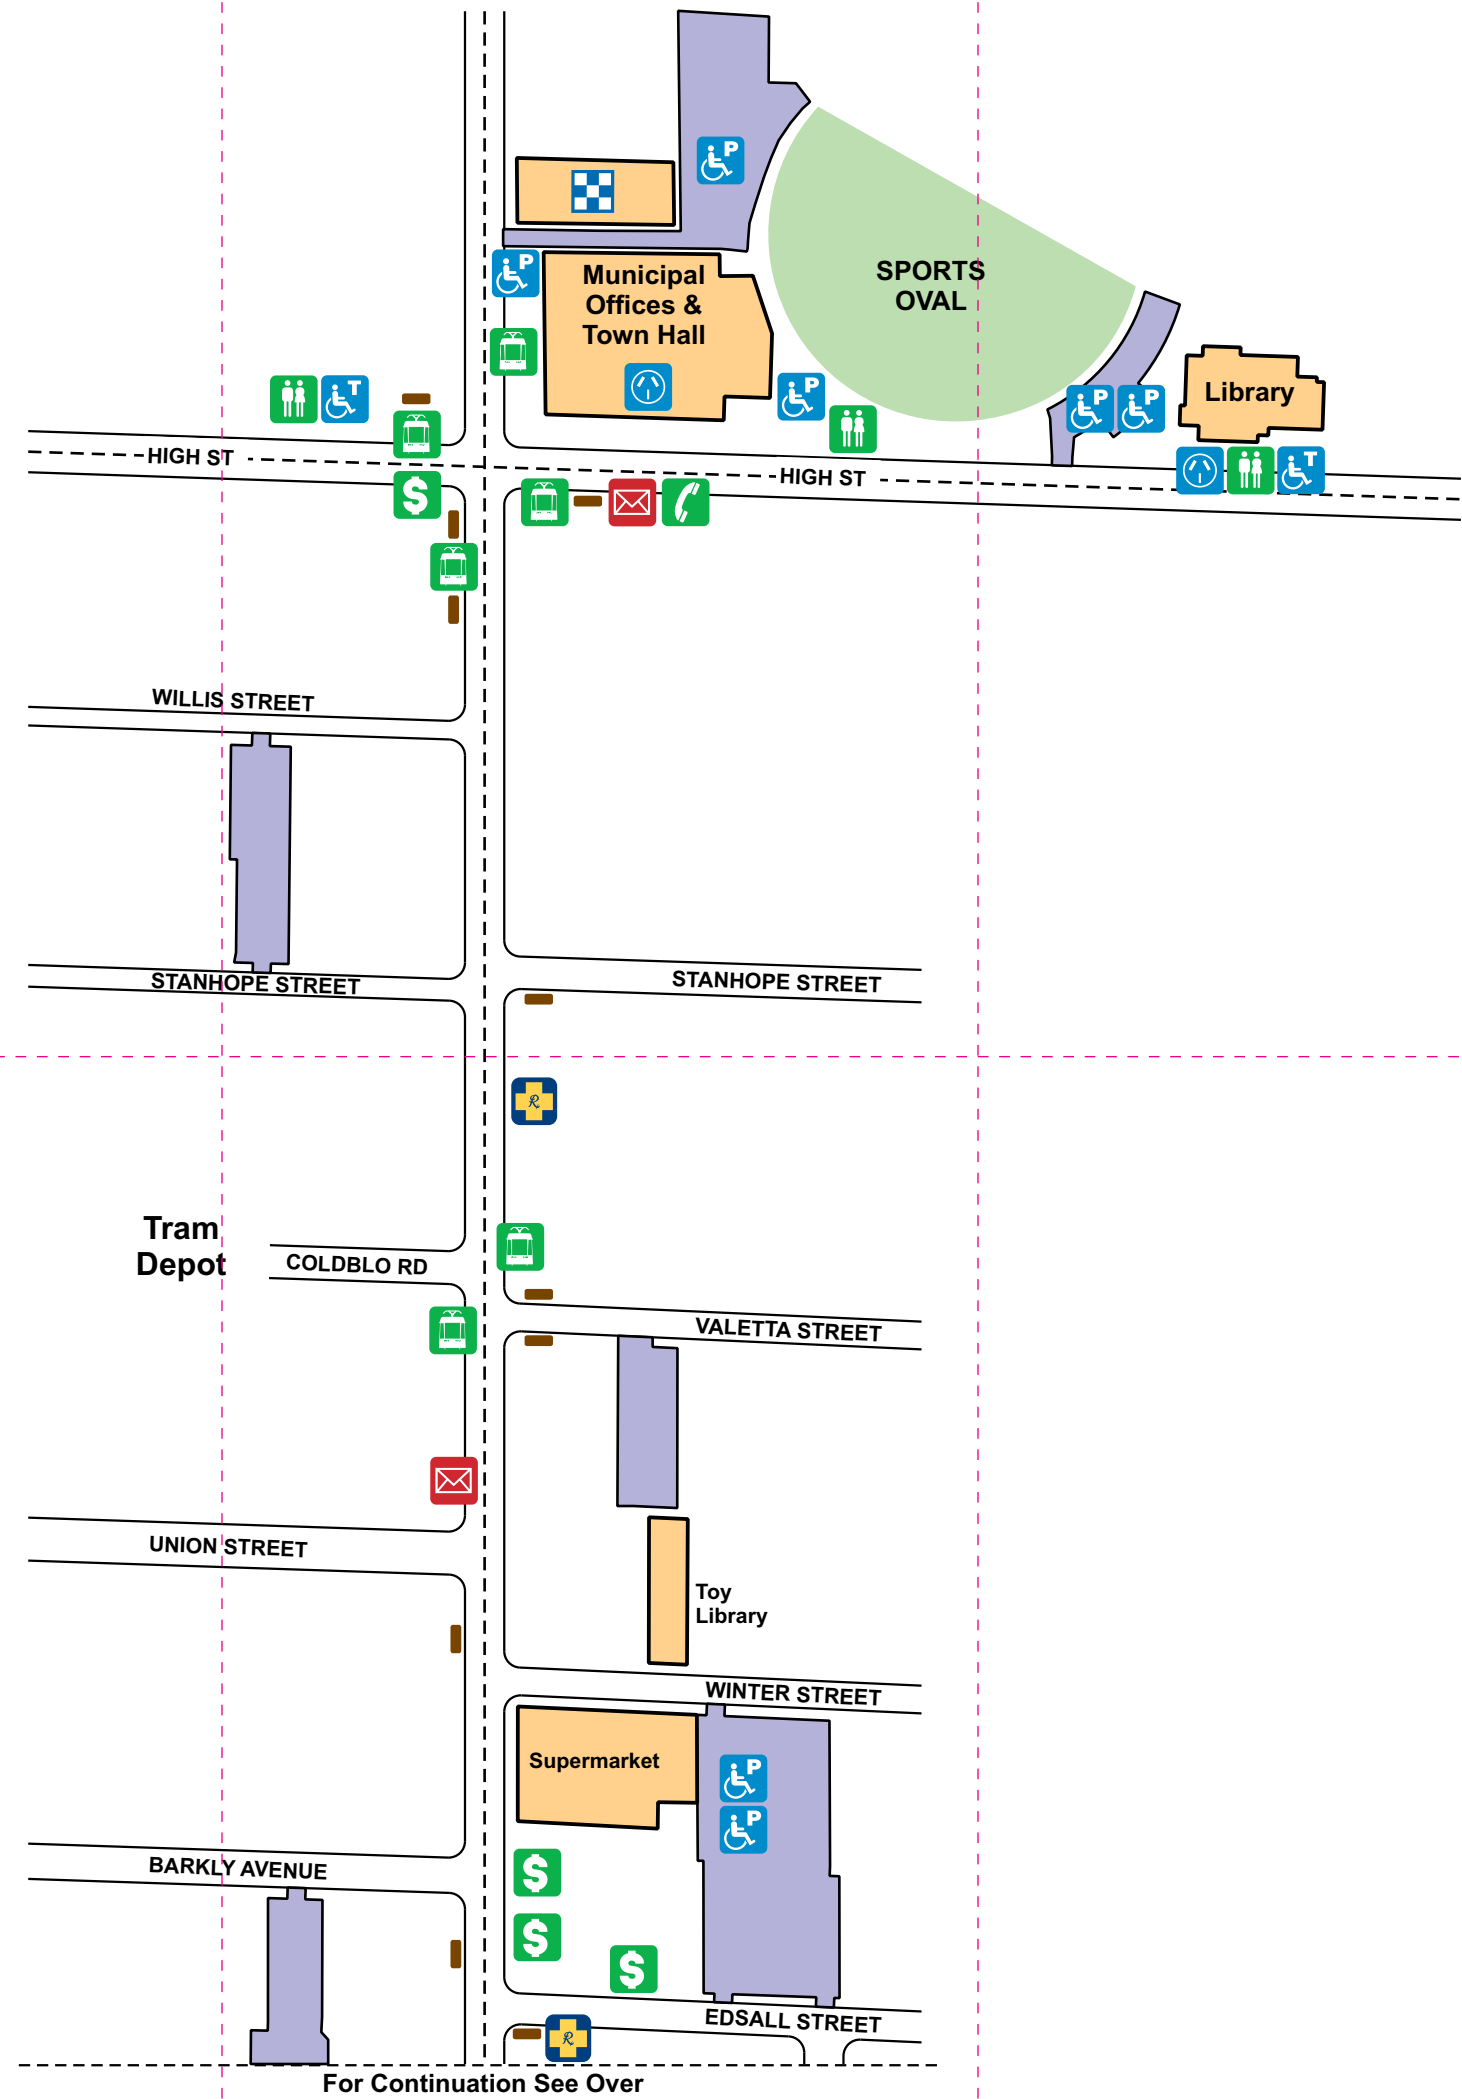 P
P
Municipal
Offices &
Town Hall
SPORTS
OVAL
T
P
P
P
Library
HIGH ST
HIGH ST
T
$
WILLIS STREET
STANHOPE STREET
STANHOPE STREET
R
Tram
Depot
COLDBLO RD
VALETTA STREET
UNION STREET
Toy
Library
WINTER STREET
Supermarket
P
P
BARKLY AVENUE
$
$
$
EDSALL STREET
R
For Continuation See Over